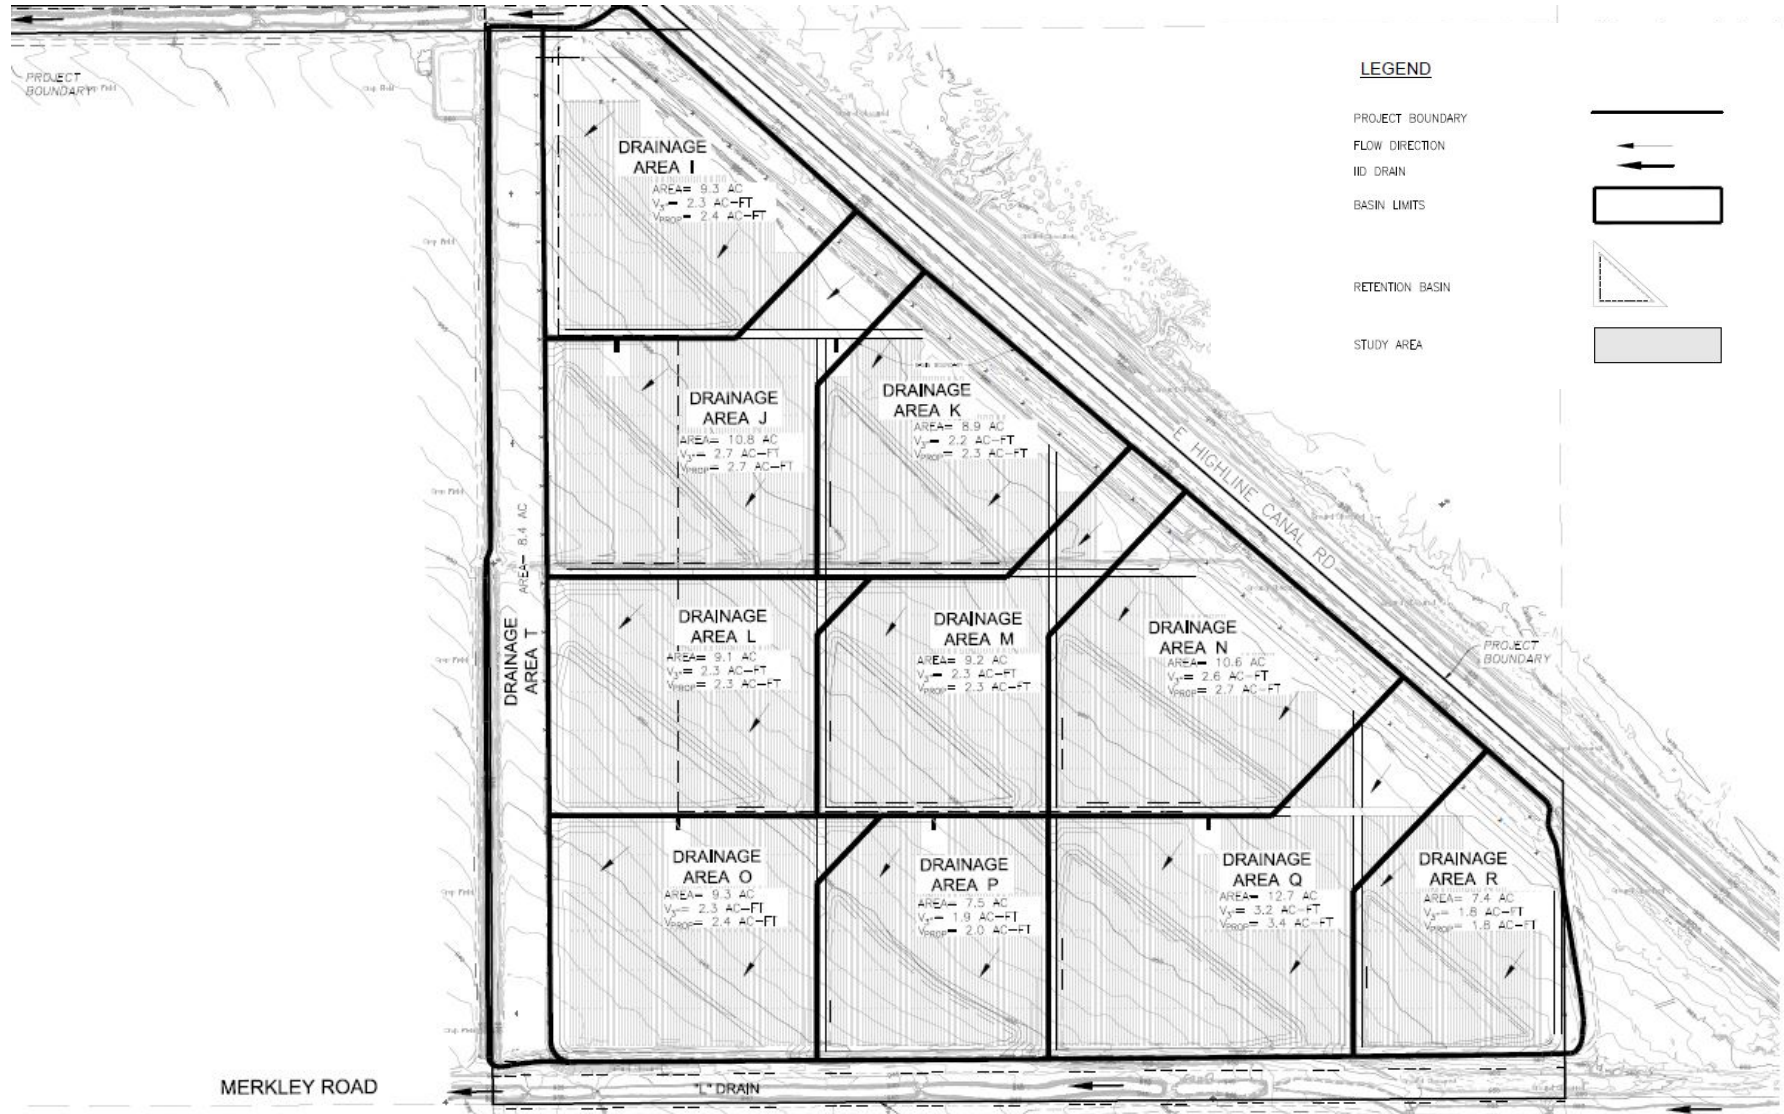 PROJECT
BOUNDARY
Crop Field
LEGEND
PROJECT BOUNDARY
FLOW DIRECTION
IID DRAIN
BASIN LIMITS
RETENTION BASIN
STUDY AREA
DRAINAGE
AREA I
AREA= 9.3 AC
V3"= 2.3 AC-FT
VPROP= 2.4 AC-FT
DRAINAGE
AREA J
AREA= 10.8 AC
V3"= 2.7 AC-FT
VPROP= 2.7 AC-FT
DRAINAGE
AREA K
AREA= 8.9 AC
V3"= 2.2 AC-FT
VPROP= 2.3 AC-FT
E HIGHLINE CANAL RD
DRAINAGE
AREA T
AREA= 8.4 AC
DRAINAGE
AREA L
AREA= 9.1 AC
V3"= 2.3 AC-FT
VPROP= 2.3 AC-FT
DRAINAGE
AREA M
AREA= 9.2 AC
V3"= 2.3 AC-FT
VPROP= 2.3 AC-FT
DRAINAGE
AREA N
AREA= 10.6 AC
V3"= 2.6 AC-FT
VPROP= 2.7 AC-FT
PROJECT
BOUNDARY
DRAINAGE
AREA O
AREA= 9.3 AC
V3"= 2.3 AC-FT
VPROP= 2.4 AC-FT
DRAINAGE
AREA P
AREA= 7.5 AC
V3"= 1.9 AC-FT
VPROP= 2.0 AC-FT
DRAINAGE
AREA Q
AREA= 12.7 AC
V3"= 3.2 AC-FT
VPROP= 3.4 AC-FT
DRAINAGE
AREA R
AREA= 7.4 AC
V3"= 1.8 AC-FT
VPROP= 1.8 AC-FT
MERKLEY ROAD
"L" DRAIN